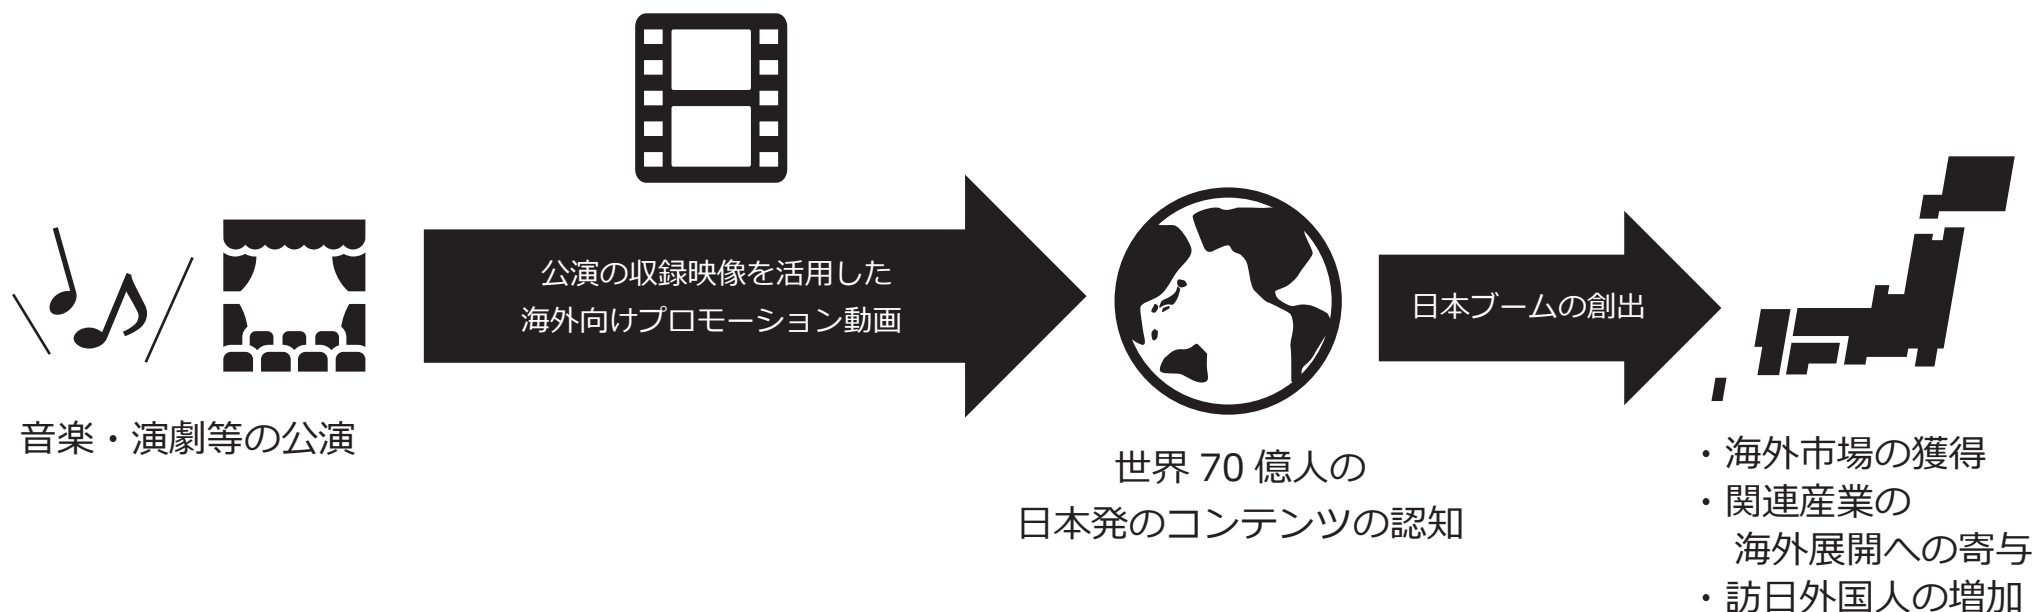 公演の収録映像を活用した
海外向けプロモーション動画
日本ブームの創出
音楽・演劇等の公演
世界 70 億人の
日本発のコンテンツの認知
・海外市場の獲得
・関連産業の
海外展開への寄与
・訪日外国人の増加